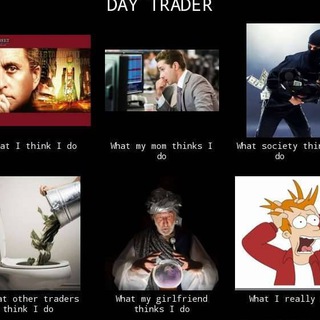 DAY TRADER
at I think I do
What my mom thinks I
do
What society thin
do
at other traders
think I do
What my girlfriend
thinks I do
What I really